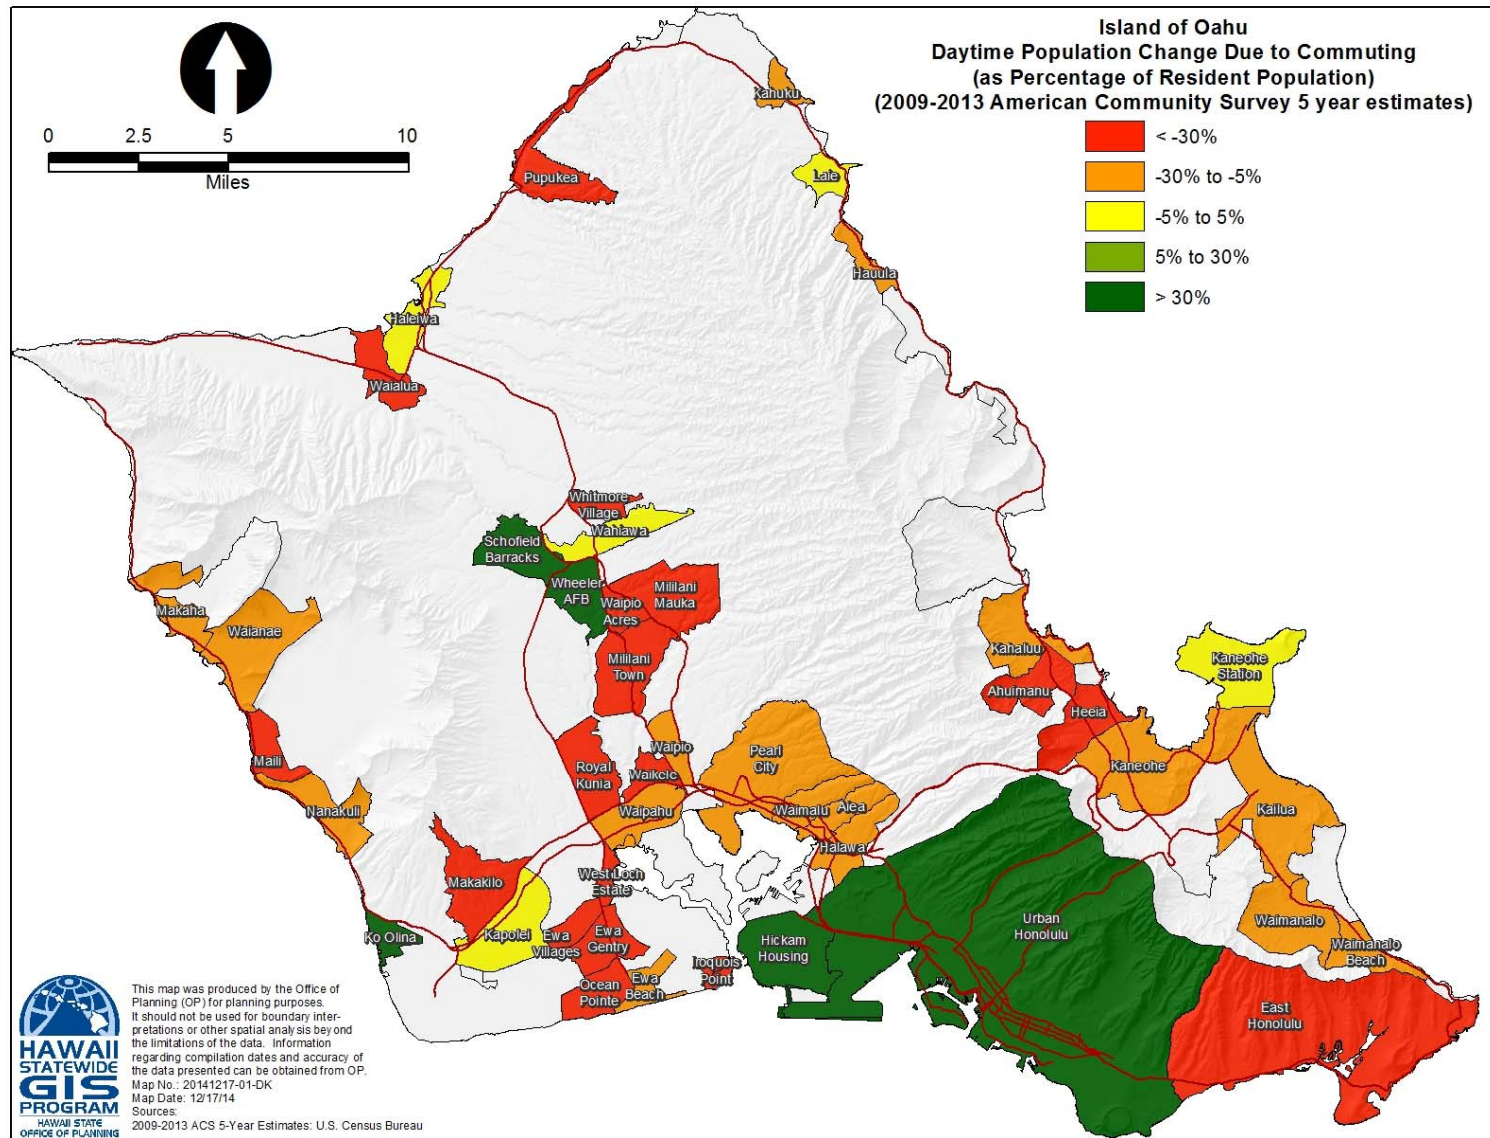 Island of Oahu
Daytime Population Change Due to Commuting
(as Percentage of Resident Population)
(2009-2013 American Community Survey 5 year estimates)
< -30%
-30% to -5%
-5% to 5%
5% to 30%
> 30%
0 2.5 5 10
Miles
Kahuku
Pupukea
Laie
Hauula
Haleiwa
Waialua
Whitmore
Village
Wahiawa
Schofield
Barracks
Wheeler
AFB
Waipio
Acres
Mililani
Mauka
Mililani
Town
Makaha
Waianae
Kahaluu
Kaneohe
Station
Ahuimanu
Heeia
Maili
Nanakuli
Royal
Kunia
Waipio
Waikele
Waipahu
Pearl
City
Waimalu
Aiea
Halawa
Kaneohe
Kailua
Makakilo
West Loch
Estate
Ko Olina
Kapolei
Ewa
Villages
Ewa
Gentry
Ocean
Pointe
Ewa
Beach
Iroquois
Point
Hickam
Housing
Urban
Honolulu
Waimanalo
Waimanalo
Beach
East
Honolulu
HAWAII
STATEWIDE
GIS
PROGRAM
HAWAII STATE
OFFICE OF PLANNING
This map was produced by the Office of
Planning (OP) for planning purposes.
It should not be used for boundary inter-
pretations or other spatial analysis beyond
the limitations of the data. Information
regarding compilation dates and accuracy of
the data presented can be obtained from OP.
Map No.: 20141217-01-DK
Map Date: 12/17/14
Sources:
2009-2013 ACS 5-Year Estimates: U.S. Census Bureau